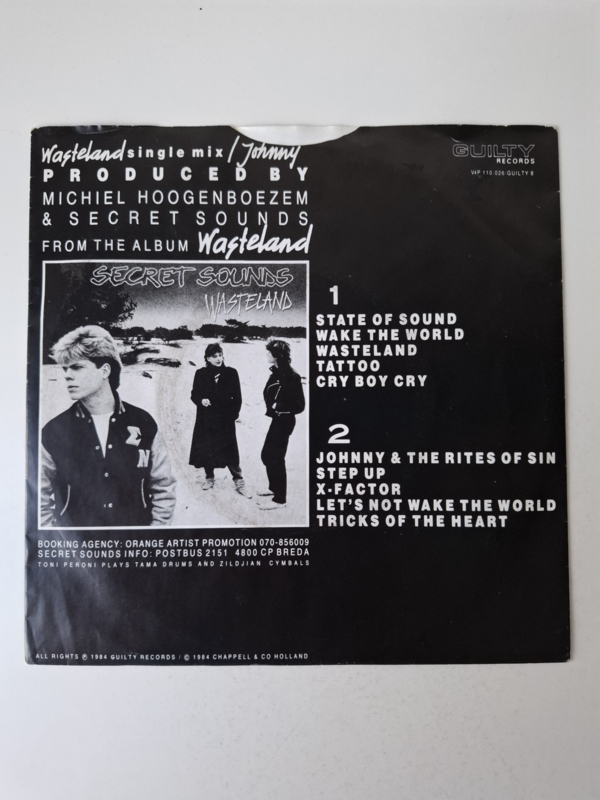 Wasteland single mix / Johnny
PRODUCED BY
MICHIEL HOOGENBOEZEM
& SECRET SOUNDS
FROM THE ALBUM Wasteland
GUILTY
RECORDS
VIP 110.026/GUILTY 8
SECRET SOUNDS
WASTELAND
Σ
N
1
STATE OF SOUND
WAKE THE WORLD
WASTELAND
TATTOO
CRY BOY CRY
2
JOHNNY & THE RITES OF SIN
STEP UP
X-FACTOR
LET'S NOT WAKE THE WORLD
TRICKS OF THE HEART
BOOKING AGENCY: ORANGE ARTIST PROMOTION 070-856009
SECRET SOUNDS INFO: POSTBUS 2151 4800 CP BREDA
TONI PERONI PLAYS TAMA DRUMS AND ZILDJIAN CYMBALS
ALL RIGHTS ℗ 1984 GUILTY RECORDS / © 1984 CHAPPELL & CO HOLLAND